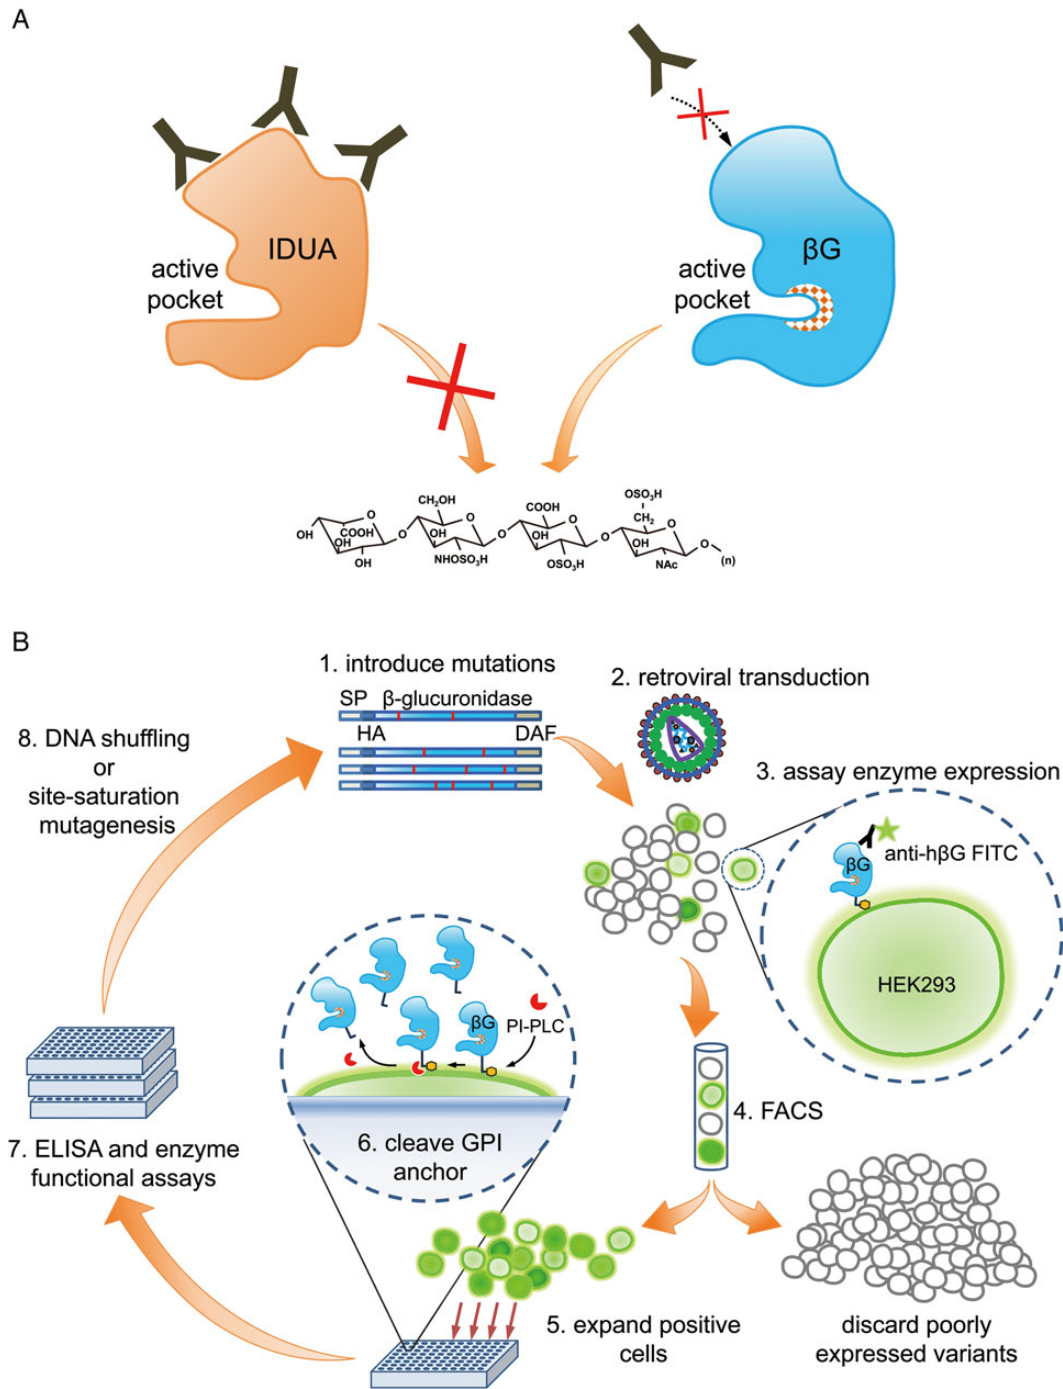 A
IDUA
active
pocket
βG
active
pocket
OH
OH
COOH
OH
O
O
CH₂OH
OH
NHOSO₃H
O
O
COOH
OH
OSO₃H
O
O
OSO₃H
CH₂
OH
NAc
O
O
(n)
B
1. introduce mutations
SP β-glucuronidase
HA DAF
2. retroviral transduction
3. assay enzyme expression
βG
anti-hβG FITC
HEK293
4. FACS
5. expand positive
cells
discard poorly
expressed variants
βG
PI-PLC
6. cleave GPI
anchor
7. ELISA and enzyme
functional assays
8. DNA shuffling
or
site-saturation
mutagenesis